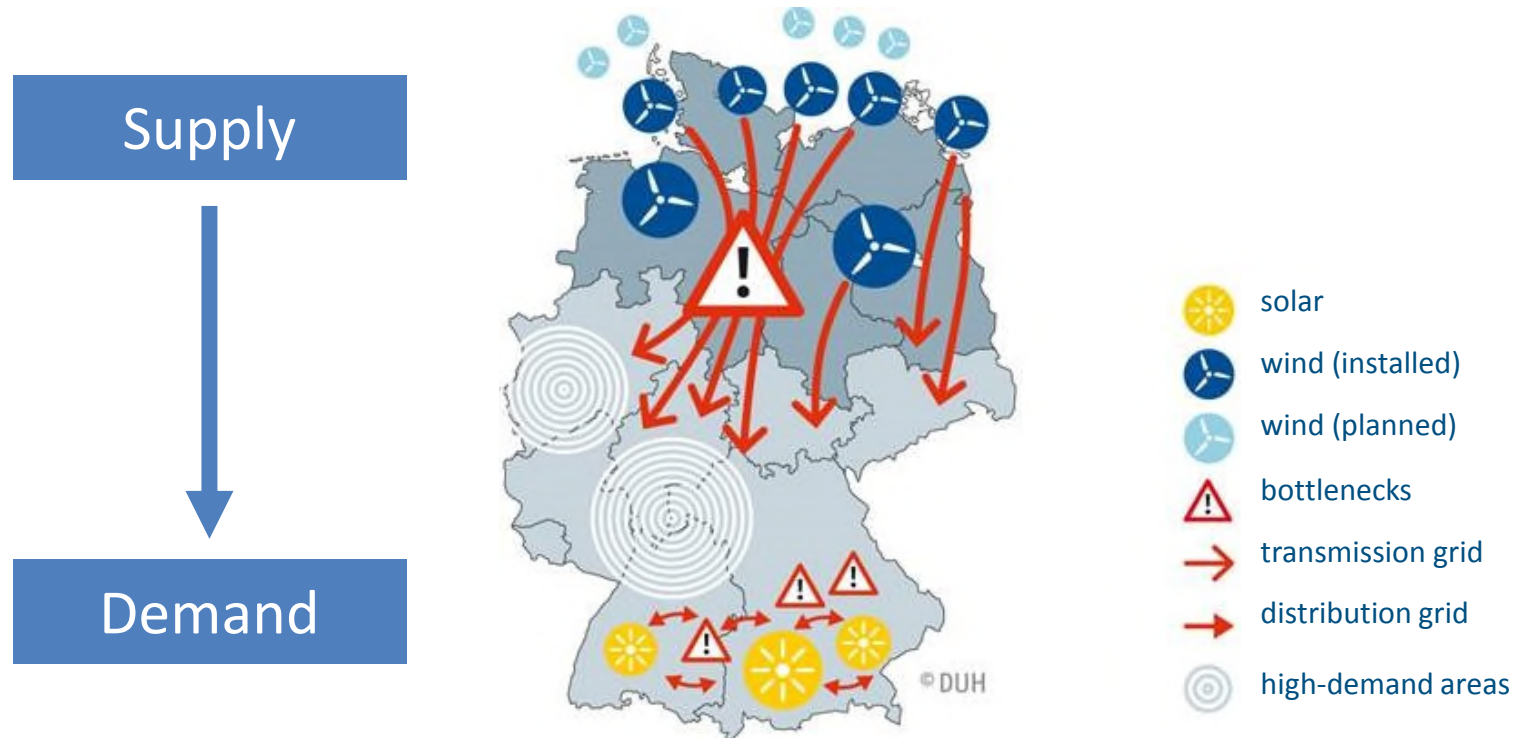 Supply
Demand
!
!
!
!
© DUH
solar
wind (installed)
wind (planned)
!
bottlenecks
transmission grid
distribution grid
high-demand areas